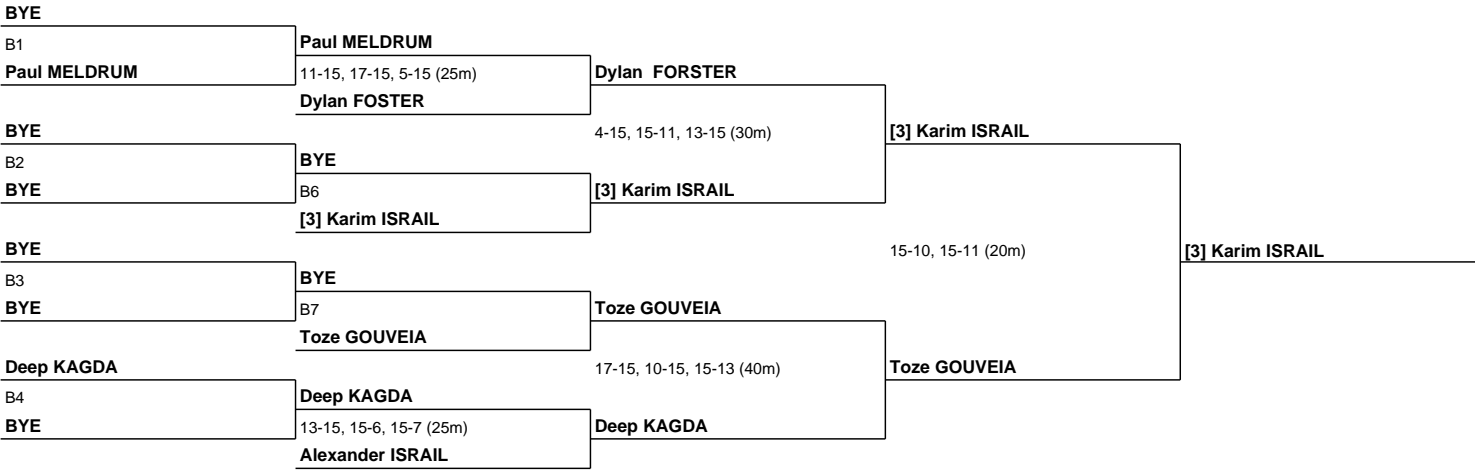 BYE
B1
Paul MELDRUM
Paul MELDRUM
11-15, 17-15, 5-15 (25m)
Dylan FORSTER
Dylan FOSTER
BYE
4-15, 15-11, 13-15 (30m)
[3] Karim ISRAIL
B2
BYE
BYE
B6
[3] Karim ISRAIL
[3] Karim ISRAIL
BYE
15-10, 15-11 (20m)
[3] Karim ISRAIL
B3
BYE
BYE
B7
Toze GOUVEIA
Toze GOUVEIA
Deep KAGDA
17-15, 10-15, 15-13 (40m)
Toze GOUVEIA
B4
Deep KAGDA
BYE
13-15, 15-6, 15-7 (25m)
Deep KAGDA
Alexander ISRAIL